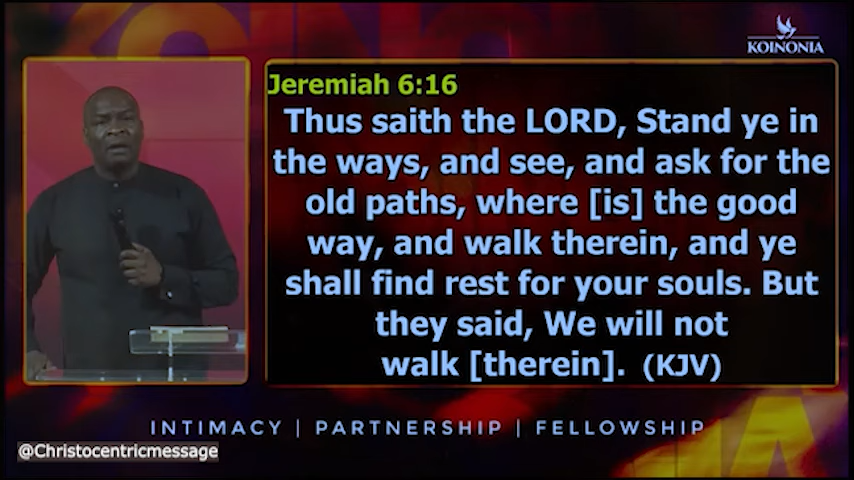 KOINONIA
Jeremiah 6:16
Thus saith the LORD, Stand ye in
the ways, and see, and ask for the
old paths, where [is] the good
way, and walk therein, and ye
shall find rest for your souls. But
they said, We will not
walk [therein]. (KJV)
INTIMACY | PARTNERSHIP | FELLOWSHIP
@Christocentricmessage